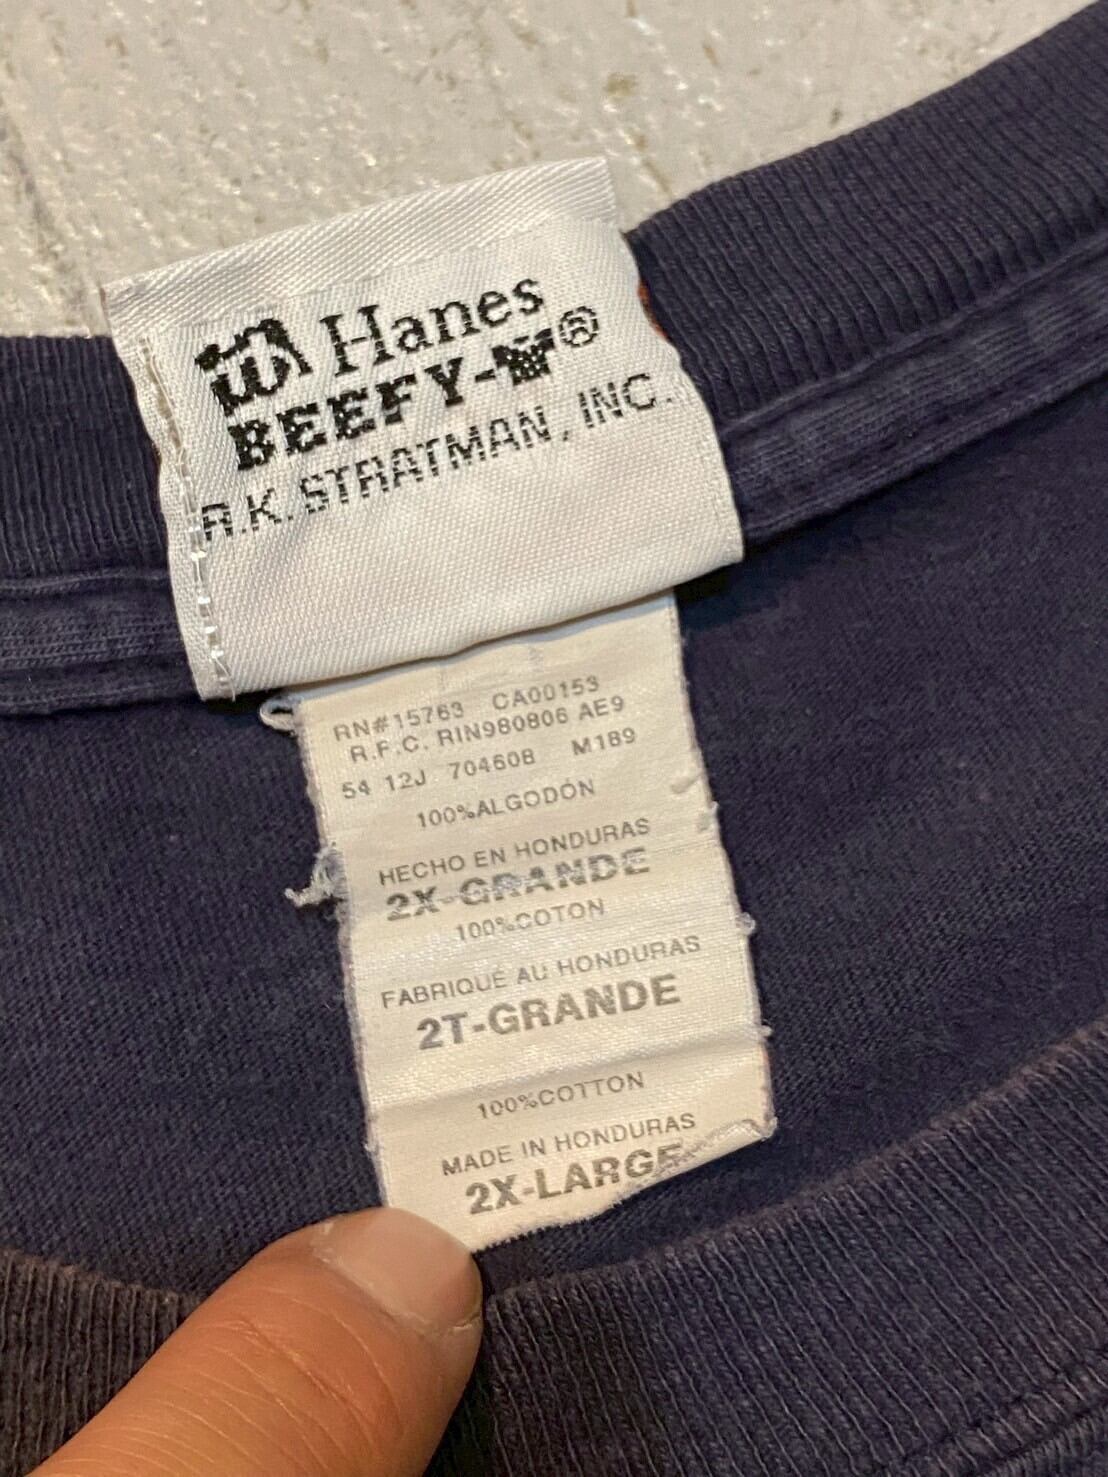 Hanes
BEEFY-T®
R.K. STRATMAN, INC.
RN#15763 CA00153
R.F.C. RIN980806 AE9
54 12J 704608 M189
100%ALGODÓN
HECHO EN HONDURAS
2X-GRANDE
100%COTON
FABRIQUÉ AU HONDURAS
2T-GRANDE
100%COTTON
MADE IN HONDURAS
2X-LARGE